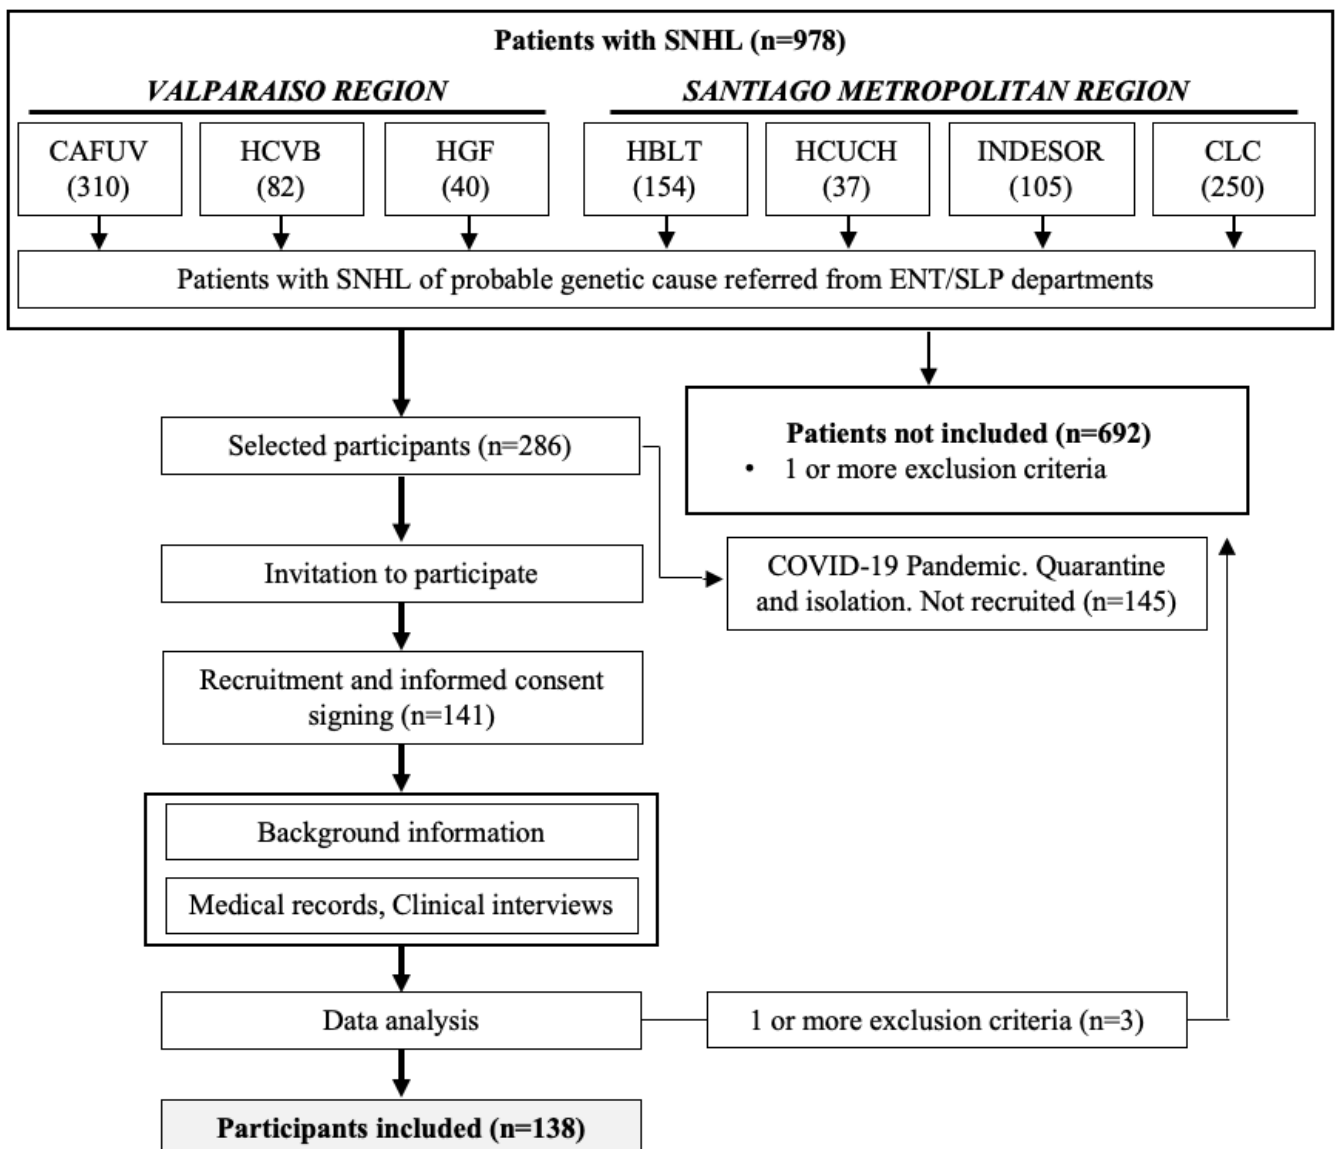 Patients with SNHL (n=978)
VALPARAISO REGION
SANTIAGO METROPOLITAN REGION
CAFUV
(310)
HCVB
(82)
HGF
(40)
HBLT
(154)
HCUCH
(37)
INDESOR
(105)
CLC
(250)
Patients with SNHL of probable genetic cause referred from ENT/SLP departments
Selected participants (n=286)
Patients not included (n=692)
• 1 or more exclusion criteria
Invitation to participate
COVID-19 Pandemic. Quarantine
and isolation. Not recruited (n=145)
Recruitment and informed consent
signing (n=141)
Background information
Medical records, Clinical interviews
Data analysis
1 or more exclusion criteria (n=3)
Participants included (n=138)